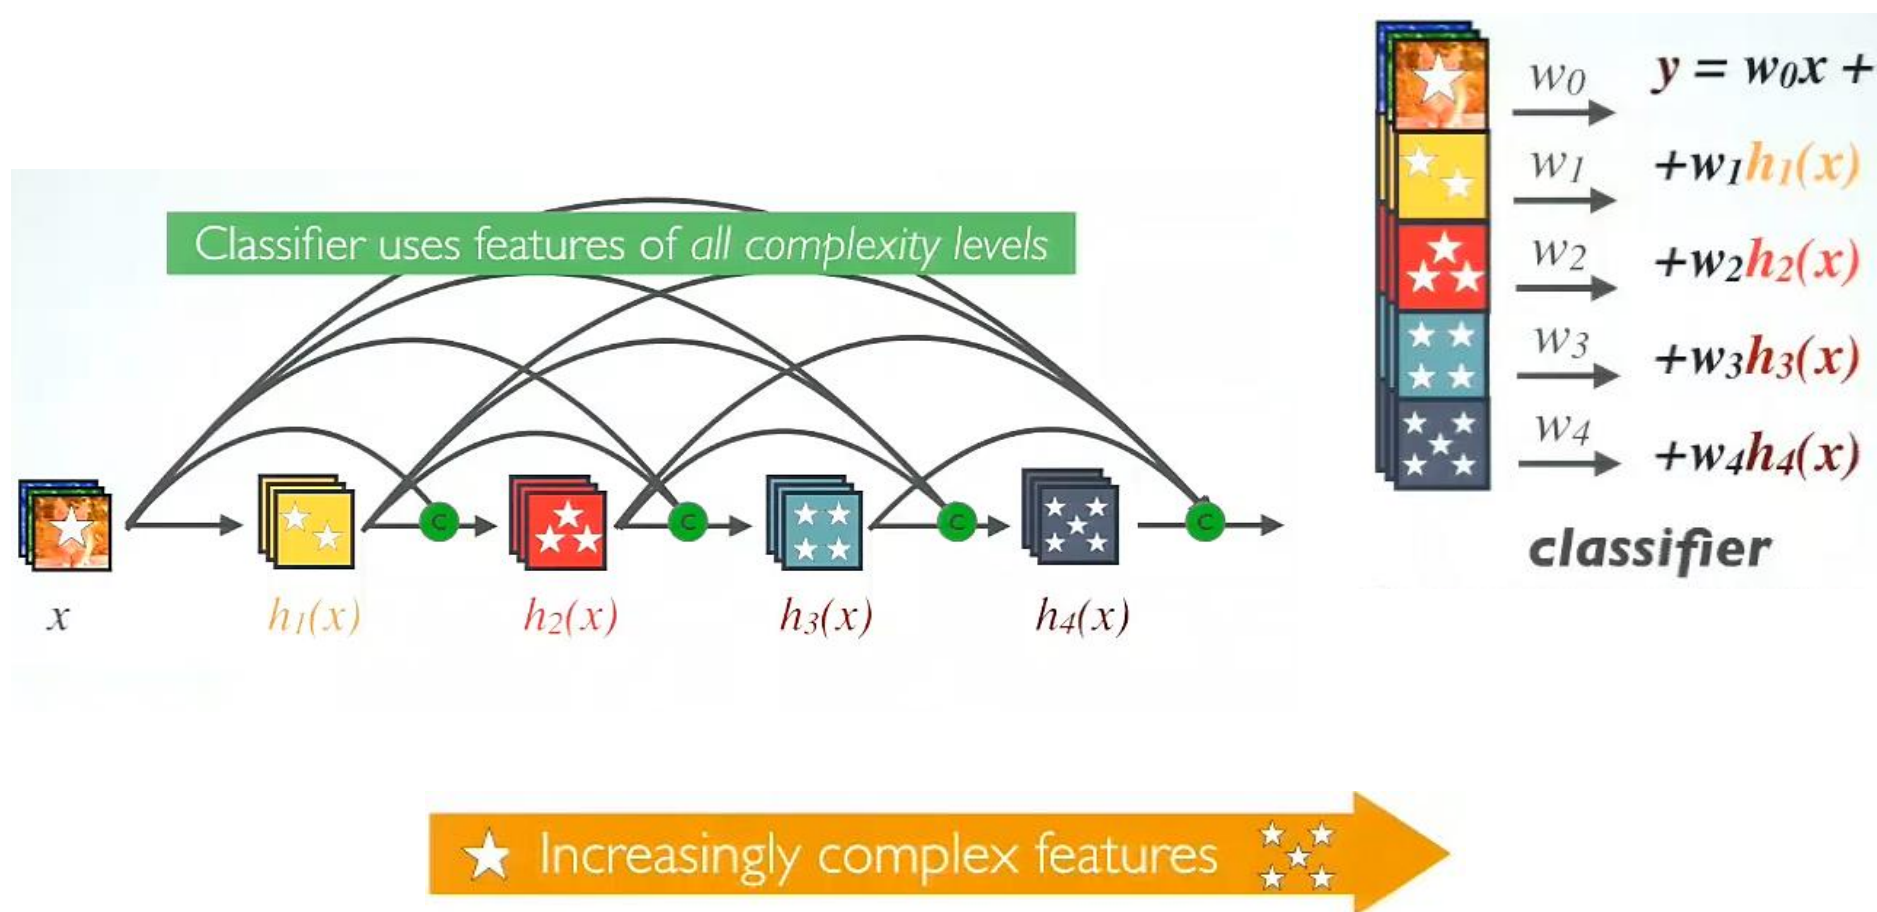 Classifier uses features of all complexity levels
C
C
C
C
x
h1(x)
h2(x)
h3(x)
h4(x)
w0
y = w0x +
w1
+w1h1(x)
w2
+w2h2(x)
w3
+w3h3(x)
w4
+w4h4(x)
classifier
Increasingly complex features